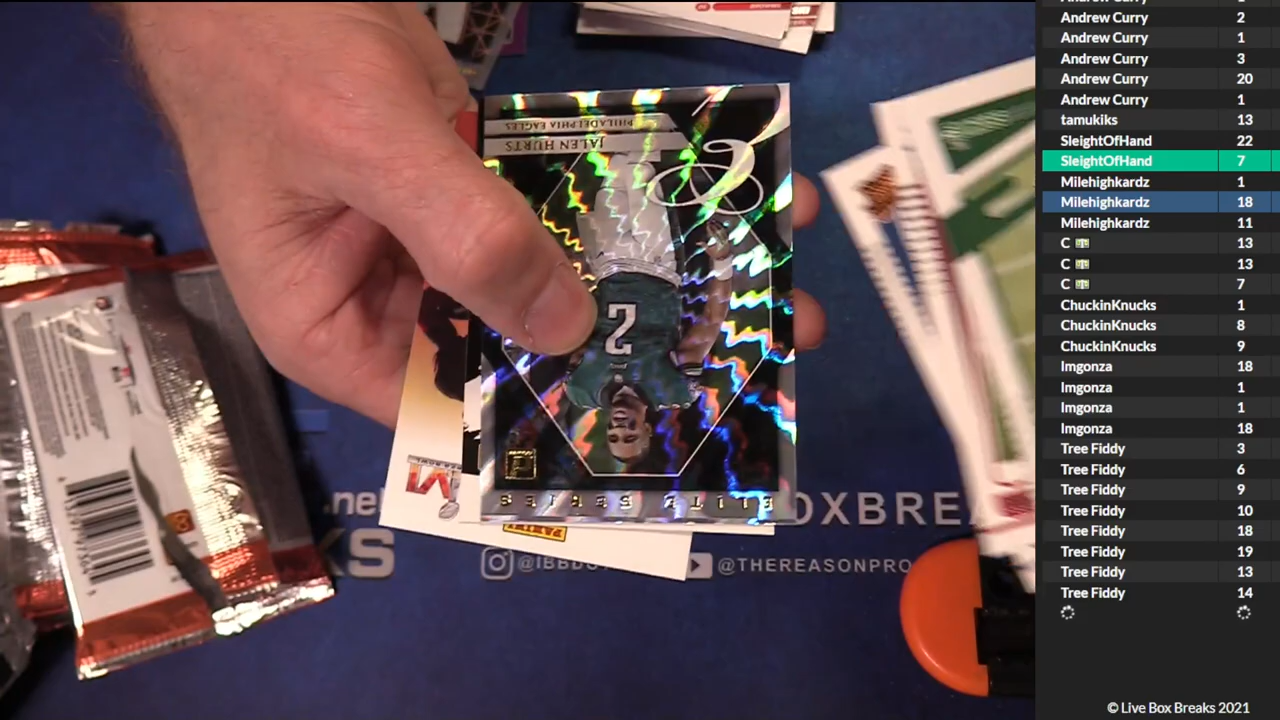 PHILADELPHIA EAGLES
JALEN HURTS
2
ELITE SERIES
PANINI
OXBRE
@IBBD
@THEREASONPRO
Andrew Curry 2
Andrew Curry 1
Andrew Curry 3
Andrew Curry 20
Andrew Curry 1
tamukiks 13
SleightOfHand 22
SleightOfHand 7
Milehighkardz 1
Milehighkardz 18
Milehighkardz 11
C 13
C 13
C 7
ChuckinKnucks 1
ChuckinKnucks 8
ChuckinKnucks 9
Imgonza 18
Imgonza 1
Imgonza 1
Imgonza 18
Tree Fiddy 3
Tree Fiddy 6
Tree Fiddy 9
Tree Fiddy 10
Tree Fiddy 18
Tree Fiddy 19
Tree Fiddy 13
Tree Fiddy 14
© Live Box Breaks 2021